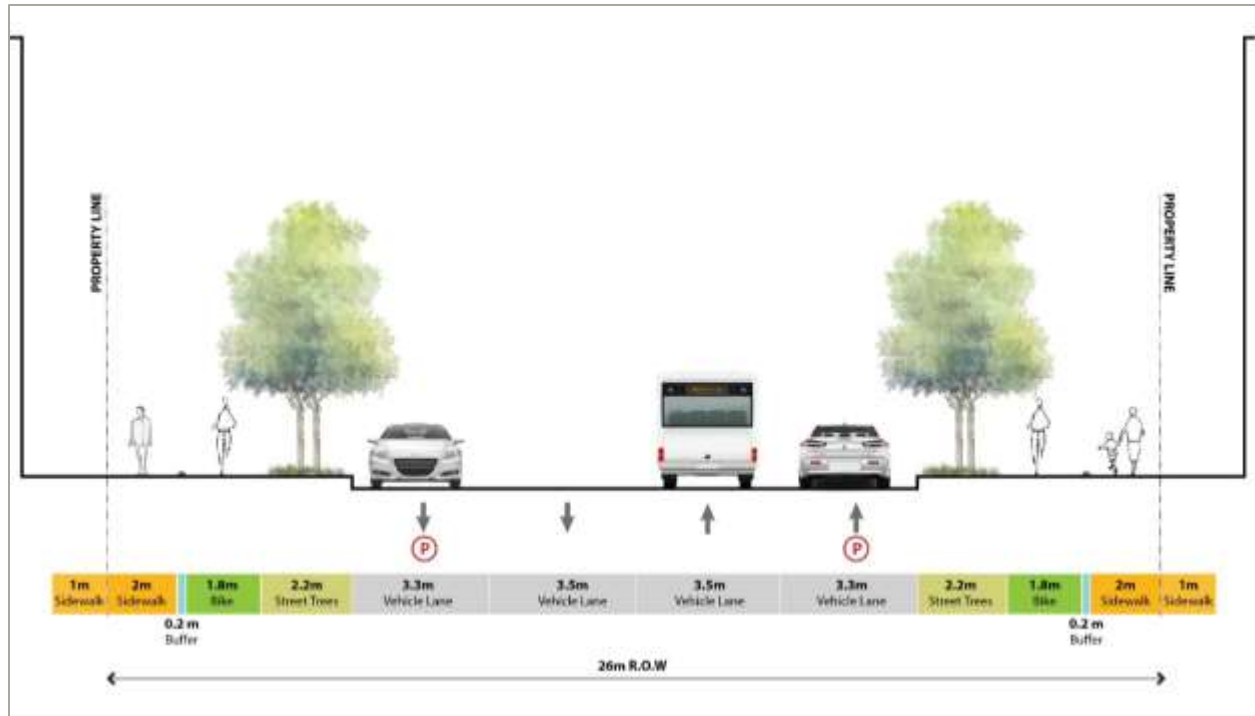 PROPERTY LINE
PROPERTY LINE
P
P
1m
Sidewalk
2m
Sidewalk
1.8m
Bike
2.2m
Street Trees
3.3m
Vehicle Lane
3.5m
Vehicle Lane
3.5m
Vehicle Lane
3.3m
Vehicle Lane
2.2m
Street Trees
1.8m
Bike
2m
Sidewalk
1m
Sidewalk
0.2 m
Buffer
0.2 m
Buffer
26m R.O.W